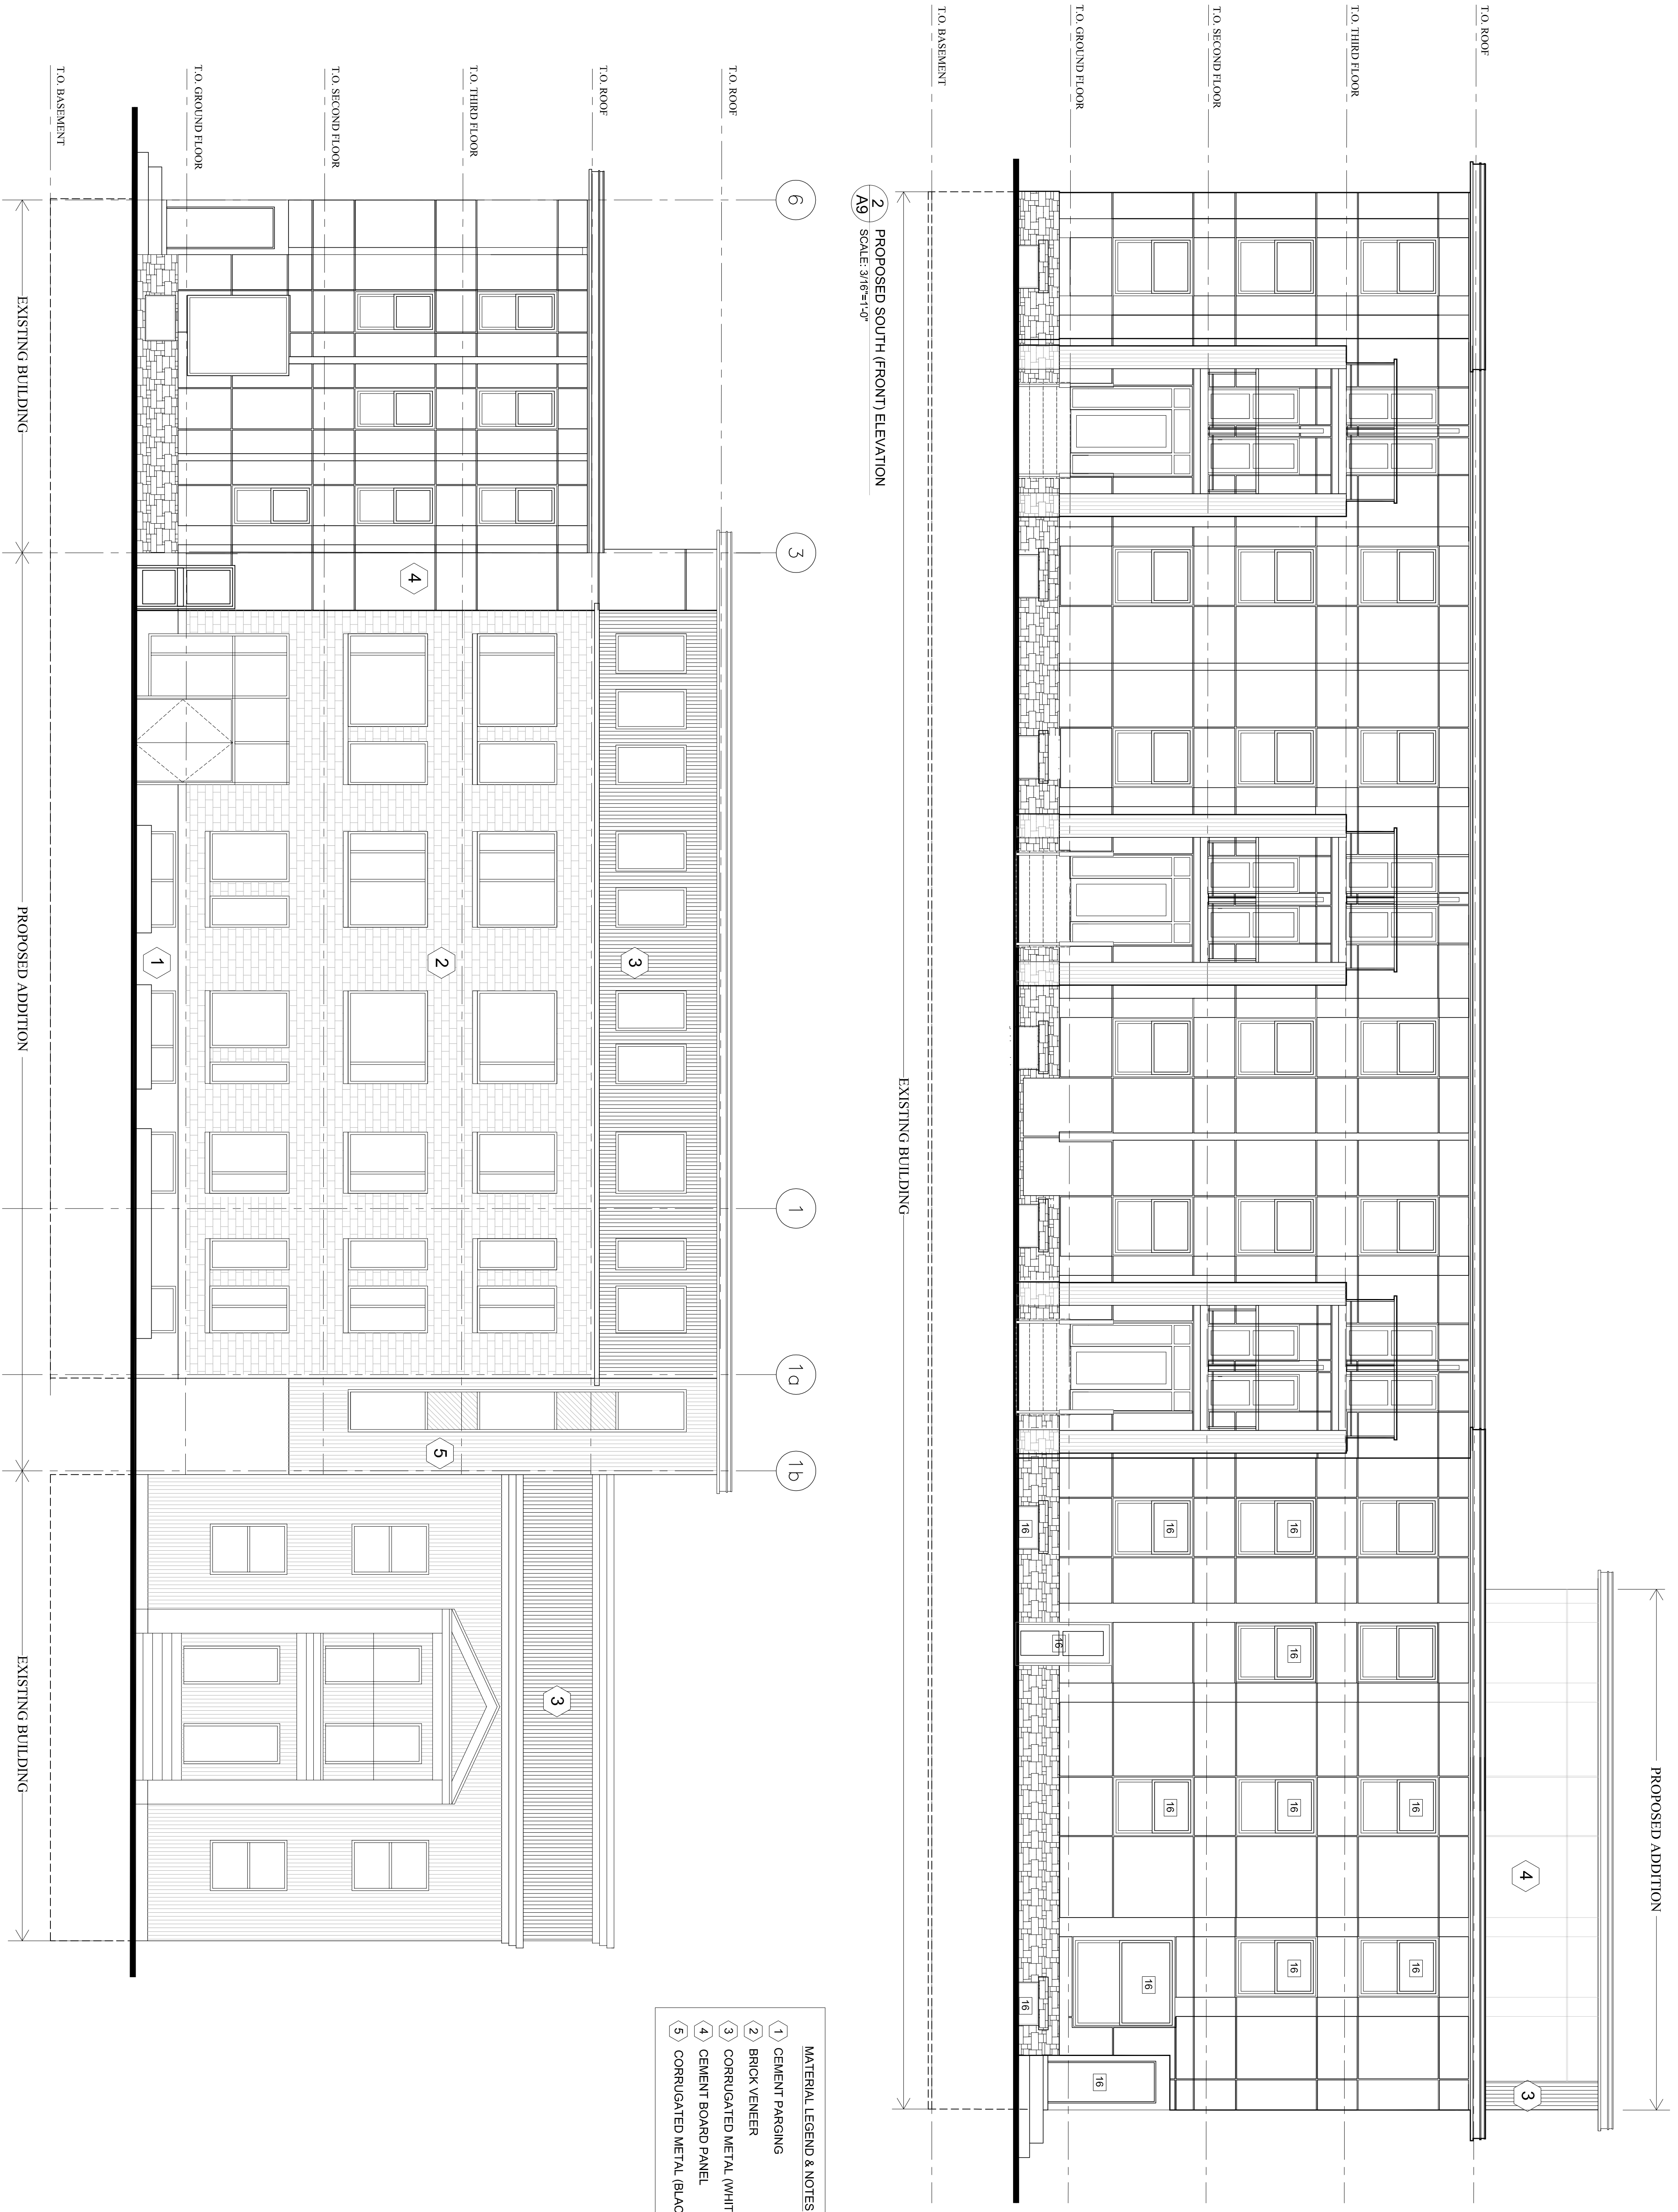 PROPOSED ADDITION
4
3
T.O. ROOF
T.O. THIRD FLOOR
T.O. SECOND FLOOR
T.O. GROUND FLOOR
T.O. BASEMENT
16
16
16
16
16
16
16
16
16
16
16
16
16
16
EXISTING BUILDING
2
A9
PROPOSED SOUTH (FRONT) ELEVATION
SCALE: 3/16"=1'-0"
6
3
1
1a
1b
T.O. ROOF
T.O. ROOF
T.O. THIRD FLOOR
T.O. SECOND FLOOR
T.O. GROUND FLOOR
T.O. BASEMENT
4
3
2
1
5
3
EXISTING BUILDING
PROPOSED ADDITION
EXISTING BUILDING
MATERIAL LEGEND & NOTES
1 CEMENT PARGING
2 BRICK VENEER
3 CORRUGATED METAL (WHIT
4 CEMENT BOARD PANEL
5 CORRUGATED METAL (BLAC